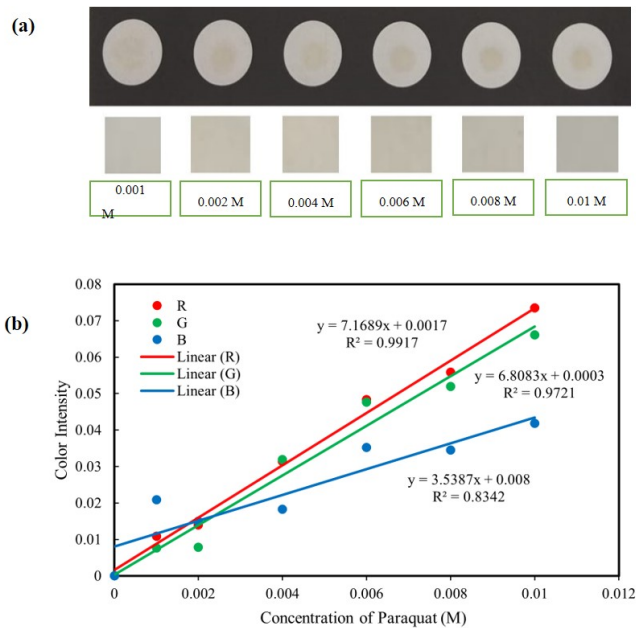 (a)
0.001
M
0.002 M
0.004 M
0.006 M
0.008 M
0.01 M
(b)
0.08
0.07
0.06
0.05
0.04
0.03
0.02
0.01
0
Color Intensity
R
G
B
Linear (R)
Linear (G)
Linear (B)
y = 7.1689x + 0.0017
R² = 0.9917
y = 6.8083x + 0.0003
R² = 0.9721
y = 3.5387x + 0.008
R² = 0.8342
0
0.002
0.004
0.006
0.008
0.01
0.012
Concentration of Paraquat (M)